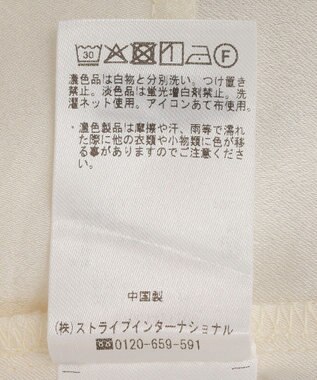 30 F
濃色品は白物と分別洗い。つけ置き
禁止。淡色品は蛍光増白剤禁止。洗
濯ネット使用。アイロンあて布使用。
・濃色製品は摩擦や汗、雨等で濡れ
た際に他の衣類や小物類に色が移
る事がありますのでご注意くださ
い。
中国製
(株)ストライプインターナショナル
0120-659-591